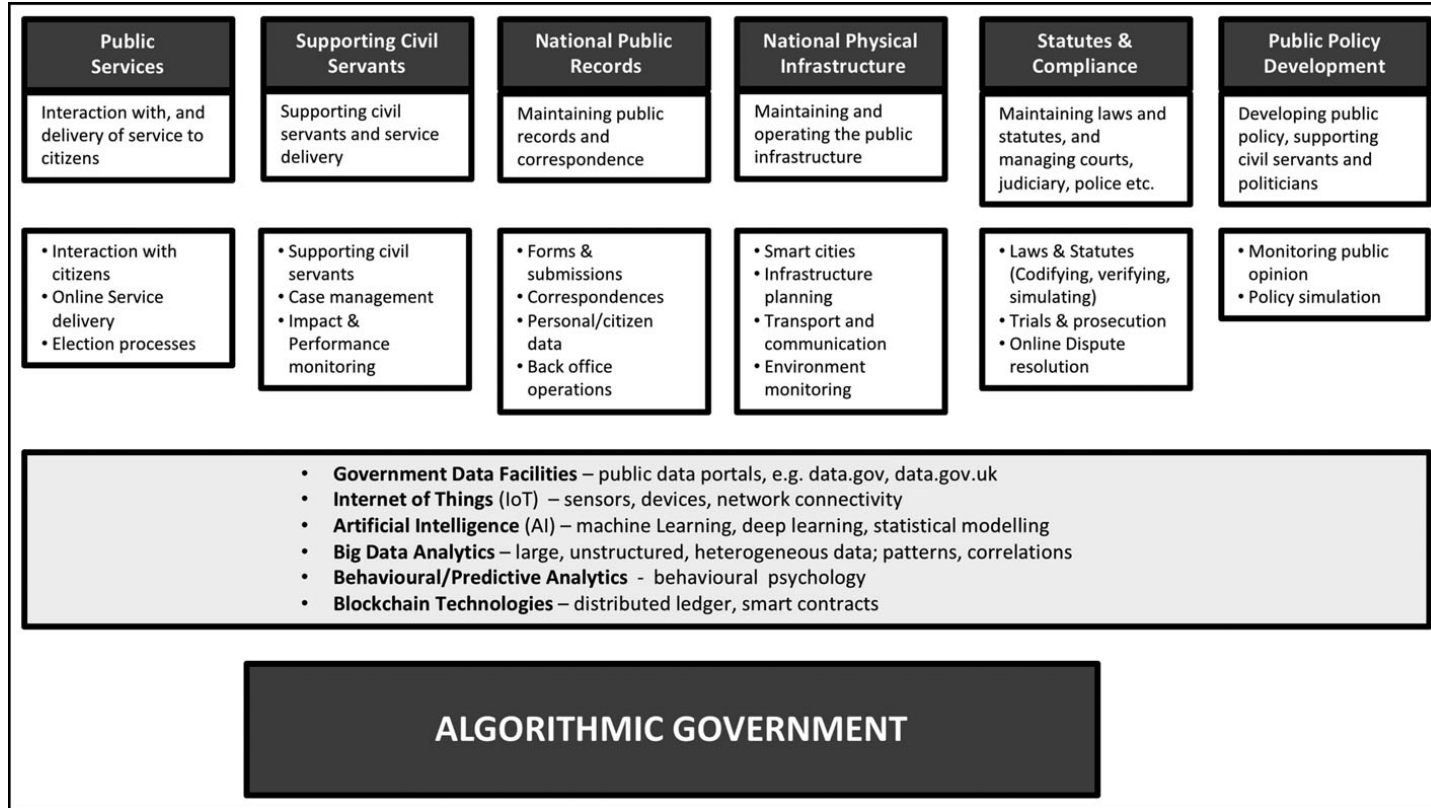 Public
Services
Interaction with, and
delivery of service to
citizens
• Interaction with
citizens
• Online Service
delivery
• Election processes
Supporting Civil
Servants
Supporting civil
servants and service
delivery
• Supporting civil
servants
• Case management
• Impact &
Performance
monitoring
National Public
Records
Maintaining public
records and
correspondence
• Forms &
submissions
• Correspondences
• Personal/citizen
data
• Back office
operations
National Physical
Infrastructure
Maintaining and
operating the public
infrastructure
• Smart cities
• Infrastructure
planning
• Transport and
communication
• Environment
monitoring
Statutes &
Compliance
Maintaining laws and
statutes, and
managing courts,
judiciary, police etc.
• Laws & Statutes
(Codifying, verifying,
simulating)
• Trials & prosecution
• Online Dispute
resolution
Public Policy
Development
Developing public
policy, supporting
civil servants and
politicians
• Monitoring public
opinion
• Policy simulation
• Government Data Facilities – public data portals, e.g. data.gov, data.gov.uk
• Internet of Things (IoT) – sensors, devices, network connectivity
• Artificial Intelligence (AI) – machine Learning, deep learning, statistical modelling
• Big Data Analytics – large, unstructured, heterogeneous data; patterns, correlations
• Behavioural/Predictive Analytics - behavioural psychology
• Blockchain Technologies – distributed ledger, smart contracts
ALGORITHMIC GOVERNMENT